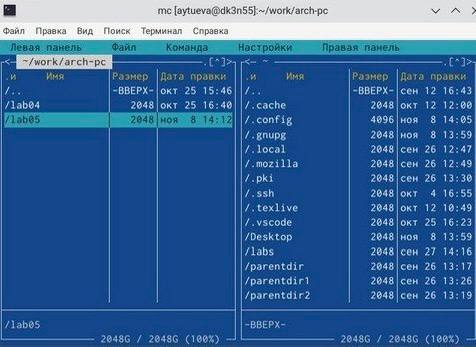 mc [aytueva@dk3n55]:~/work/arch-pc
Файл Правка Вид Поиск Терминал Справка
Левая панель Файл Команда Настройки Правая панель
<— ~/work/arch-pc .[^]>
.и Имя Размер Дата правки
/.. -ВВЕРХ- окт 25 15:46
/lab04 2048 окт 25 16:40
/lab05 2048 ноя 8 14:12
/lab05
2048G / 2048G (100%)
<— ~ .[^]>
.и Имя Размер Дата правки
/.. -ВВЕРХ- сен 12 16:43
/.cache 2048 окт 12 12:00
/.config 4096 ноя 8 14:05
/.gnupg 2048 ноя 8 13:59
/.local 2048 сен 26 12:47
/.mozilla 2048 сен 26 12:49
/.pki 2048 сен 26 13:30
/.ssh 2048 окт 4 16:55
/.texlive 2048 окт 12 10:49
/.vscode 2048 окт 25 16:23
/Desktop 2048 ноя 8 13:59
/labs 2048 сен 27 14:16
/parentdir 2048 сен 26 13:17
/parentdir1 2048 сен 26 13:26
/parentdir2 2048 сен 26 13:19
-ВВЕРХ-
2048G / 2048G (100%)